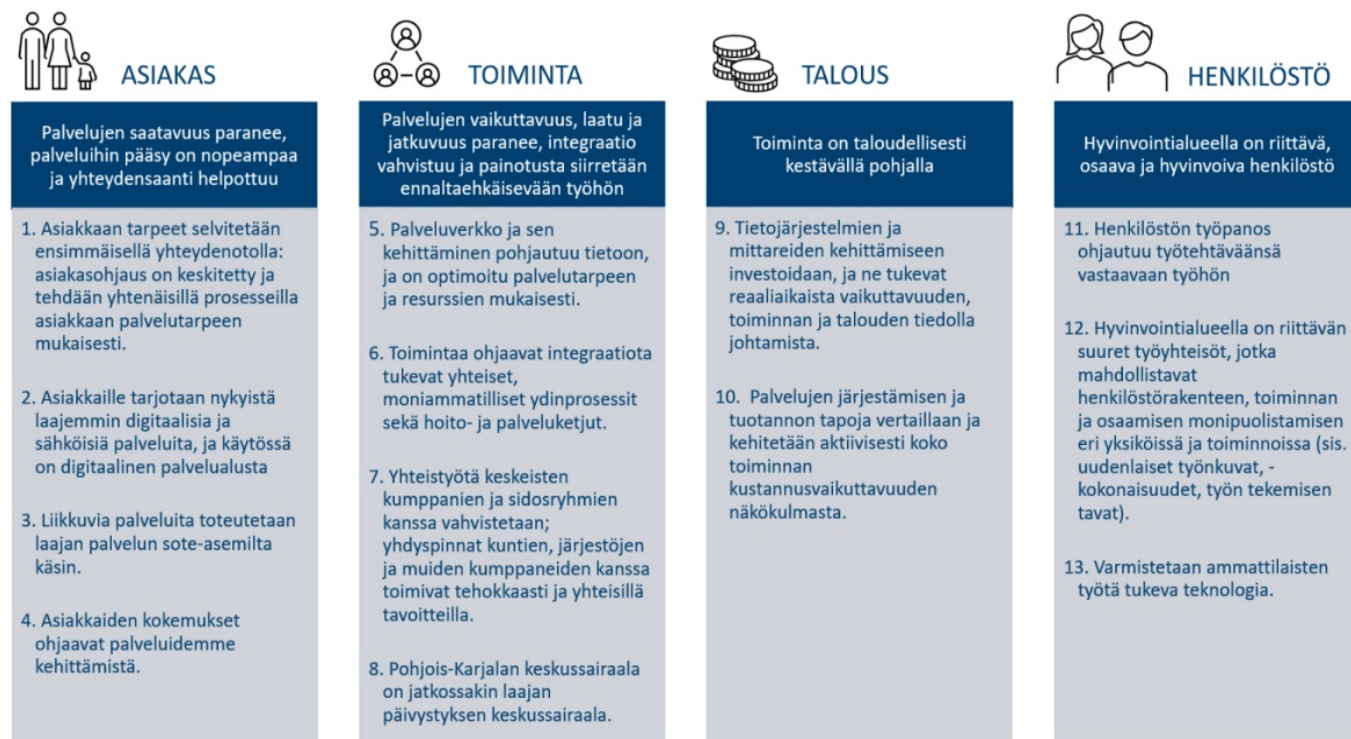 ASIAKAS
Palvelujen saatavuus paranee,
palveluihin pääsy on nopeampaa
ja yhteydensaanti helpottuu
1. Asiakkaan tarpeet selvitetään
ensimmäisellä yhteydenotolla:
asiakasohjaus on keskitetty ja
tehdään yhtenäisillä prosesseilla
asiakkaan palvelutarpeen
mukaisesti.
2. Asiakkaille tarjotaan nykyistä
laajemmin digitaalisia ja
sähköisiä palveluita, ja käytössä
on digitaalinen palvelualusta
3. Liikkuvia palveluita toteutetaan
laajan palvelun sote-asemilta
käsin.
4. Asiakkaiden kokemukset
ohjaavat palveluidemme
kehittämistä.
TOIMINTA
Palvelujen vaikuttavuus, laatu ja
jatkuvuus paranee, integraatio
vahvistuu ja painotusta siirretään
ennaltaehkäisevään työhön
5. Palveluverkko ja sen
kehittäminen pohjautuu tietoon,
ja on optimoitu palvelutarpeen
ja resurssien mukaisesti.
6. Toimintaa ohjaavat integraatiota
tukevat yhteiset,
moniammatilliset ydinprosessit
sekä hoito- ja palveluketjut.
7. Yhteistyötä keskeisten
kumppanien ja sidosryhmien
kanssa vahvistetaan;
yhdyspinnat kuntien, järjestöjen
ja muiden kumppaneiden kanssa
toimivat tehokkaasti ja yhteisillä
tavoitteilla.
8. Pohjois-Karjalan keskussairaala
on jatkossakin laajan
päivystyksen keskussairaala.
TALOUS
Toiminta on taloudellisesti
kestävällä pohjalla
9. Tietojärjestelmien ja
mittareiden kehittämiseen
investoidaan, ja ne tukevat
reaaliaikaista vaikuttavuuden,
toiminnan ja talouden tiedolla
johtamista.
10. Palvelujen järjestämisen ja
tuotannon tapoja vertaillaan ja
kehitetään aktiivisesti koko
toiminnan
kustannusvaikuttavuuden
näkökulmasta.
HENKILÖSTÖ
Hyvinvointialueella on riittävä,
osaava ja hyvinvoiva henkilöstö
11. Henkilöstön työpanos
ohjautuu työtehtäväänsä
vastaavaan työhön
12. Hyvinvointialueella on riittävän
suuret työyhteisöt, jotka
mahdollistavat
henkilöstörakenteen, toiminnan
ja osaamisen monipuolistamisen
eri yksiköissä ja toiminnoissa (sis.
uudenlaiset työnkuvat, -
kokonaisuudet, työn tekemisen
tavat).
13. Varmistetaan ammattilaisten
työtä tukeva teknologia.